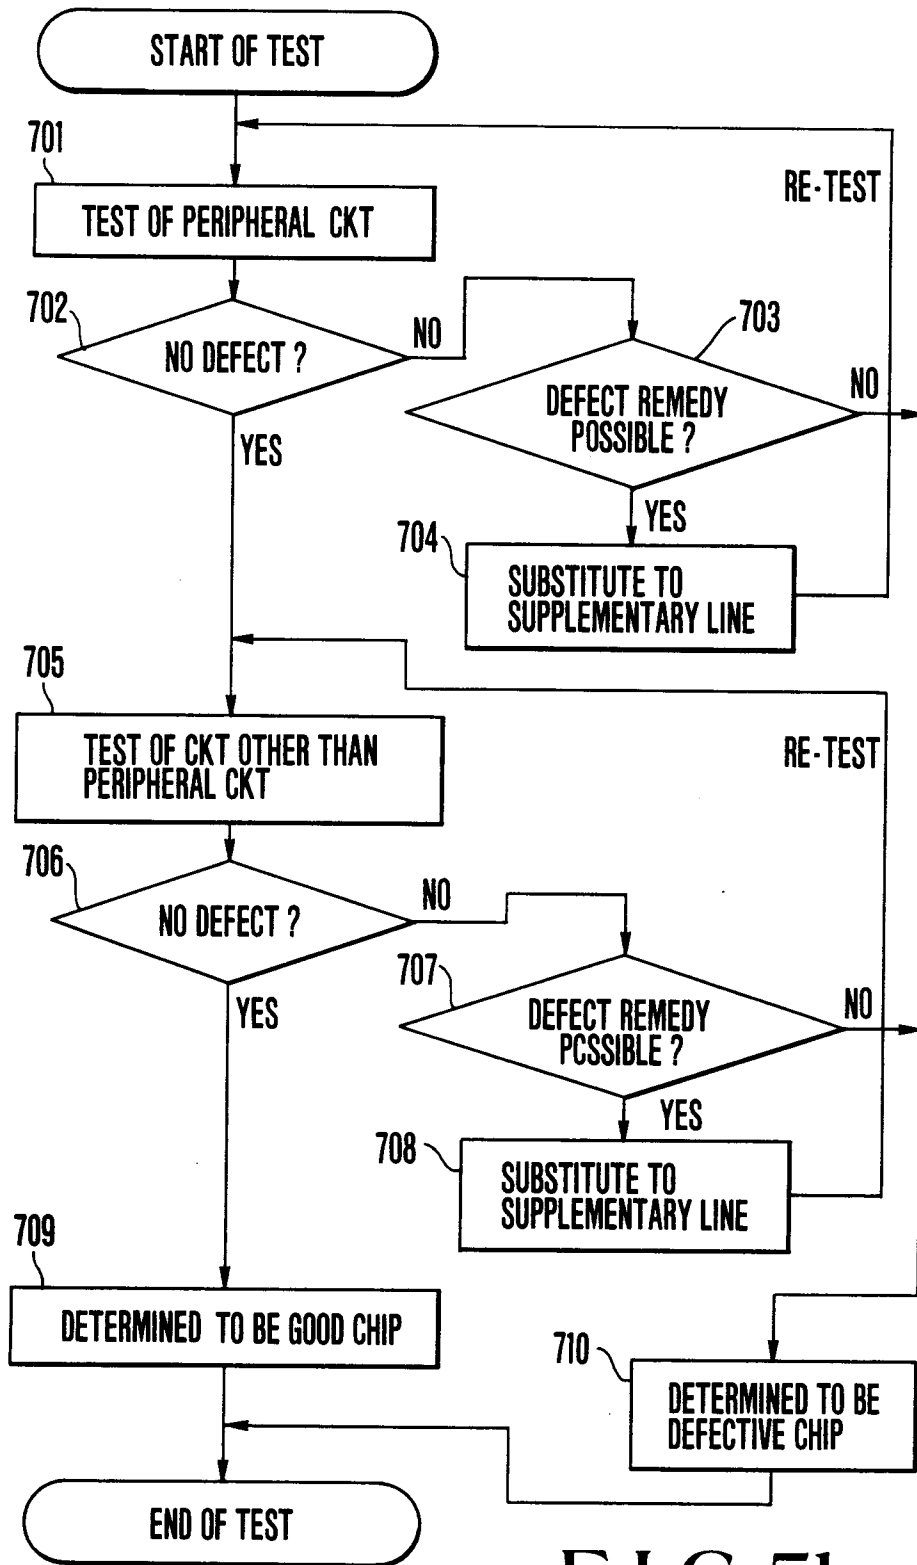 START OF TEST
701
RE-TEST
TEST OF PERIPHERAL CKT
702
NO DEFECT ?
NO
703
DEFECT REMEDY
POSSIBLE ?
NO
YES
YES
704
SUBSTITUTE TO
SUPPLEMENTARY LINE
705
TEST OF CKT OTHER THAN
PERIPHERAL CKT
RE-TEST
706
NO DEFECT ?
NO
707
DEFECT REMEDY
PCSSIBLE ?
NO
YES
YES
708
SUBSTITUTE TO
SUPPLEMENTARY LINE
709
DETERMINED TO BE GOOD CHIP
710
DETERMINED TO BE
DEFECTIVE CHIP
END OF TEST